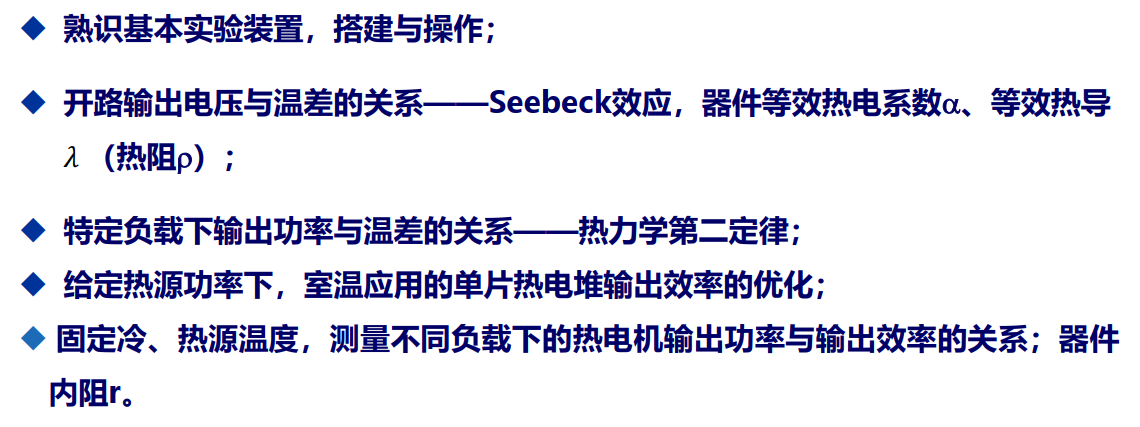 ◆ 熟识基本实验装置，搭建与操作；
◆ 开路输出电压与温差的关系——Seebeck效应，器件等效热电系数α、等效热导
λ （热阻ρ）；
◆ 特定负载下输出功率与温差的关系——热力学第二定律；
◆ 给定热源功率下，室温应用的单片热电堆输出效率的优化；
◆ 固定冷、热源温度，测量不同负载下的热电机输出功率与输出效率的关系；器件
内阻r。